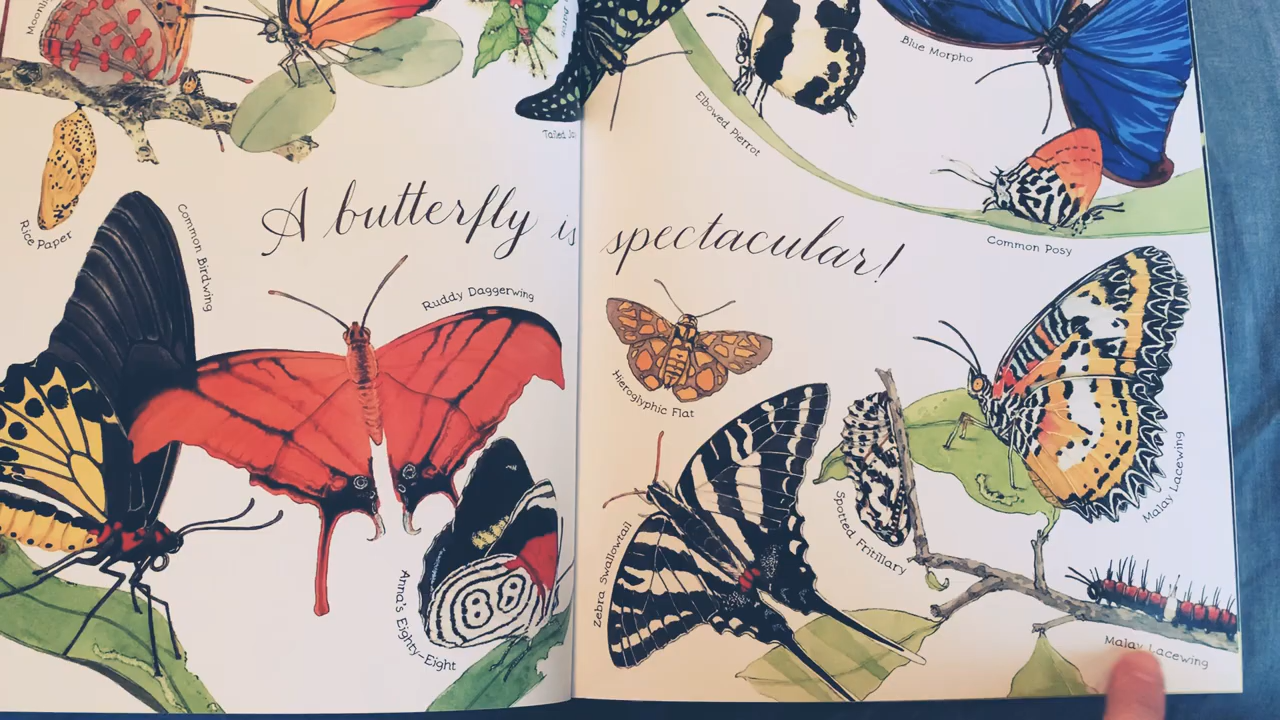 Blue Morpho
Elbowed Pierrot
Rice Paper
Common Birdwing
A butterfly is spectacular!
Common Posy
Ruddy Daggerwing
Hieroglyphic Flat
Malay Lacewing
Spotted Fritillary
Zebra Swallowtail
Anna's Eighty-Eight
Malay Lacewing